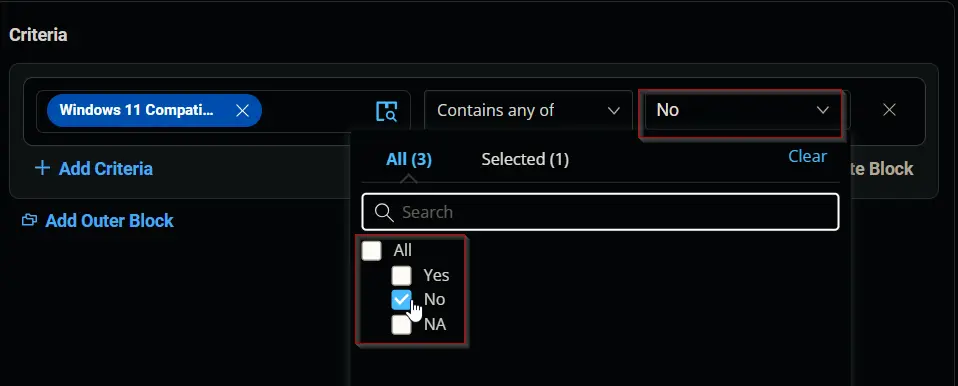 Criteria
Windows 11 Compati...
Contains any of
No
Add Criteria
te Block
Add Outer Block
All (3)
Selected (1)
Clear
Search
All
Yes
No
NA